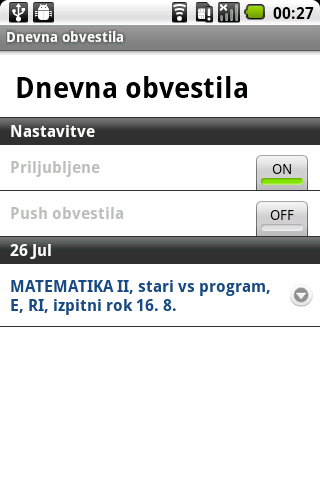 00:27
Dnevna obvestila
Dnevna obvestila
Nastavitve
Priljubljene
ON
Push obvestila
OFF
26 Jul
MATEMATIKA II, stari vs program,
E, RI, izpitni rok 16. 8.